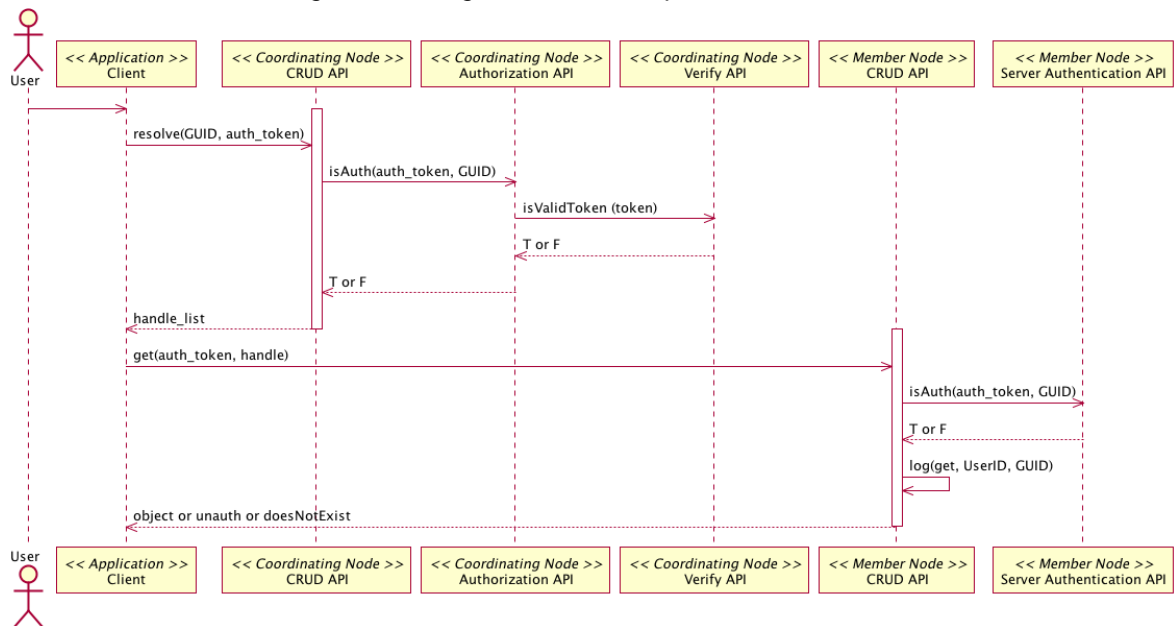 User
<< Application >>
Client
<< Coordinating Node >>
CRUD API
<< Coordinating Node >>
Authorization API
<< Coordinating Node >>
Verify API
<< Member Node >>
CRUD API
<< Member Node >>
Server Authentication API
resolve(GUID, auth_token)
isAuth(auth_token, GUID)
isValidToken (token)
T or F
T or F
handle_list
get(auth_token, handle)
isAuth(auth_token, GUID)
T or F
log(get, UserID, GUID)
object or unauth or doesNotExist
User
<< Application >>
Client
<< Coordinating Node >>
CRUD API
<< Coordinating Node >>
Authorization API
<< Coordinating Node >>
Verify API
<< Member Node >>
CRUD API
<< Member Node >>
Server Authentication API